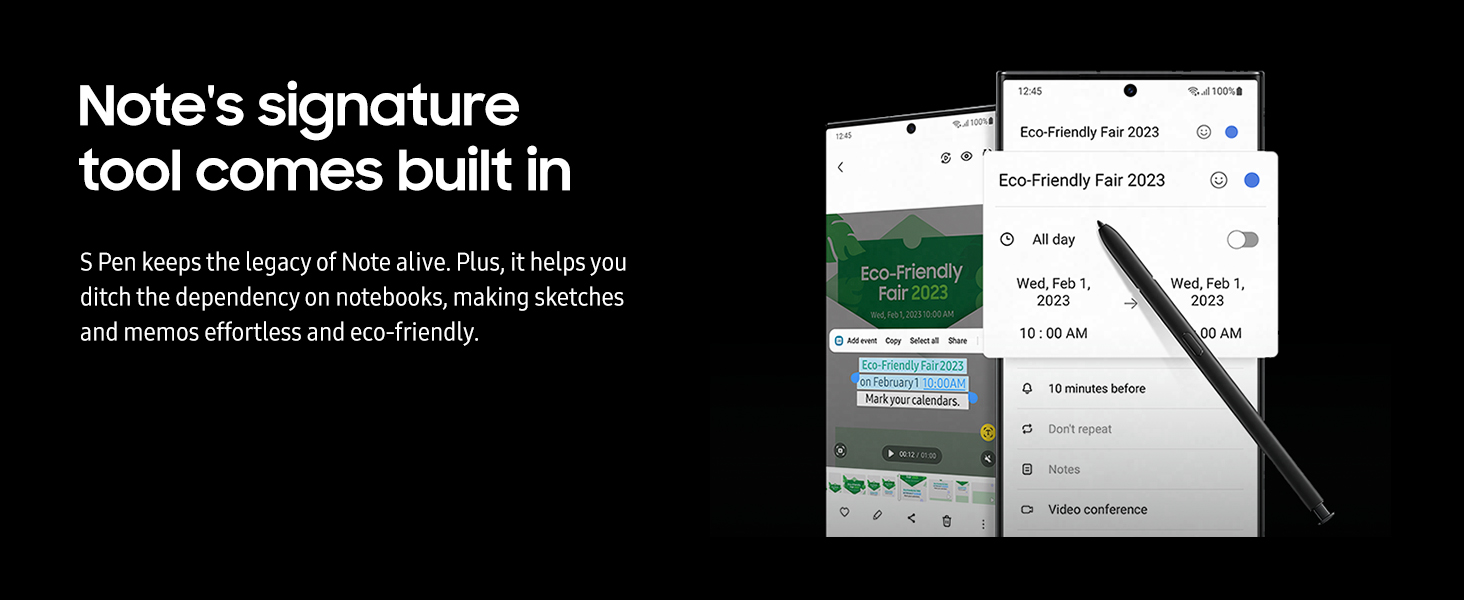 Note's signature
tool comes built in
S Pen keeps the legacy of Note alive. Plus, it helps you
ditch the dependency on notebooks, making sketches
and memos effortless and eco-friendly.
12:45
100%
Eco-Friendly
Fair 2023
Wed, Feb 1, 2023 10:00 AM
Add event Copy Select all Share
Eco-Friendly Fair 2023
on February 1 10:00AM
Mark your calendars.
00:12 / 01:00
12:45
100%
Eco-Friendly Fair 2023
Eco-Friendly Fair 2023
All day
Wed, Feb 1,
2023
10 : 00 AM
Wed, Feb 1,
2023
00 AM
10 minutes before
Don't repeat
Notes
Video conference